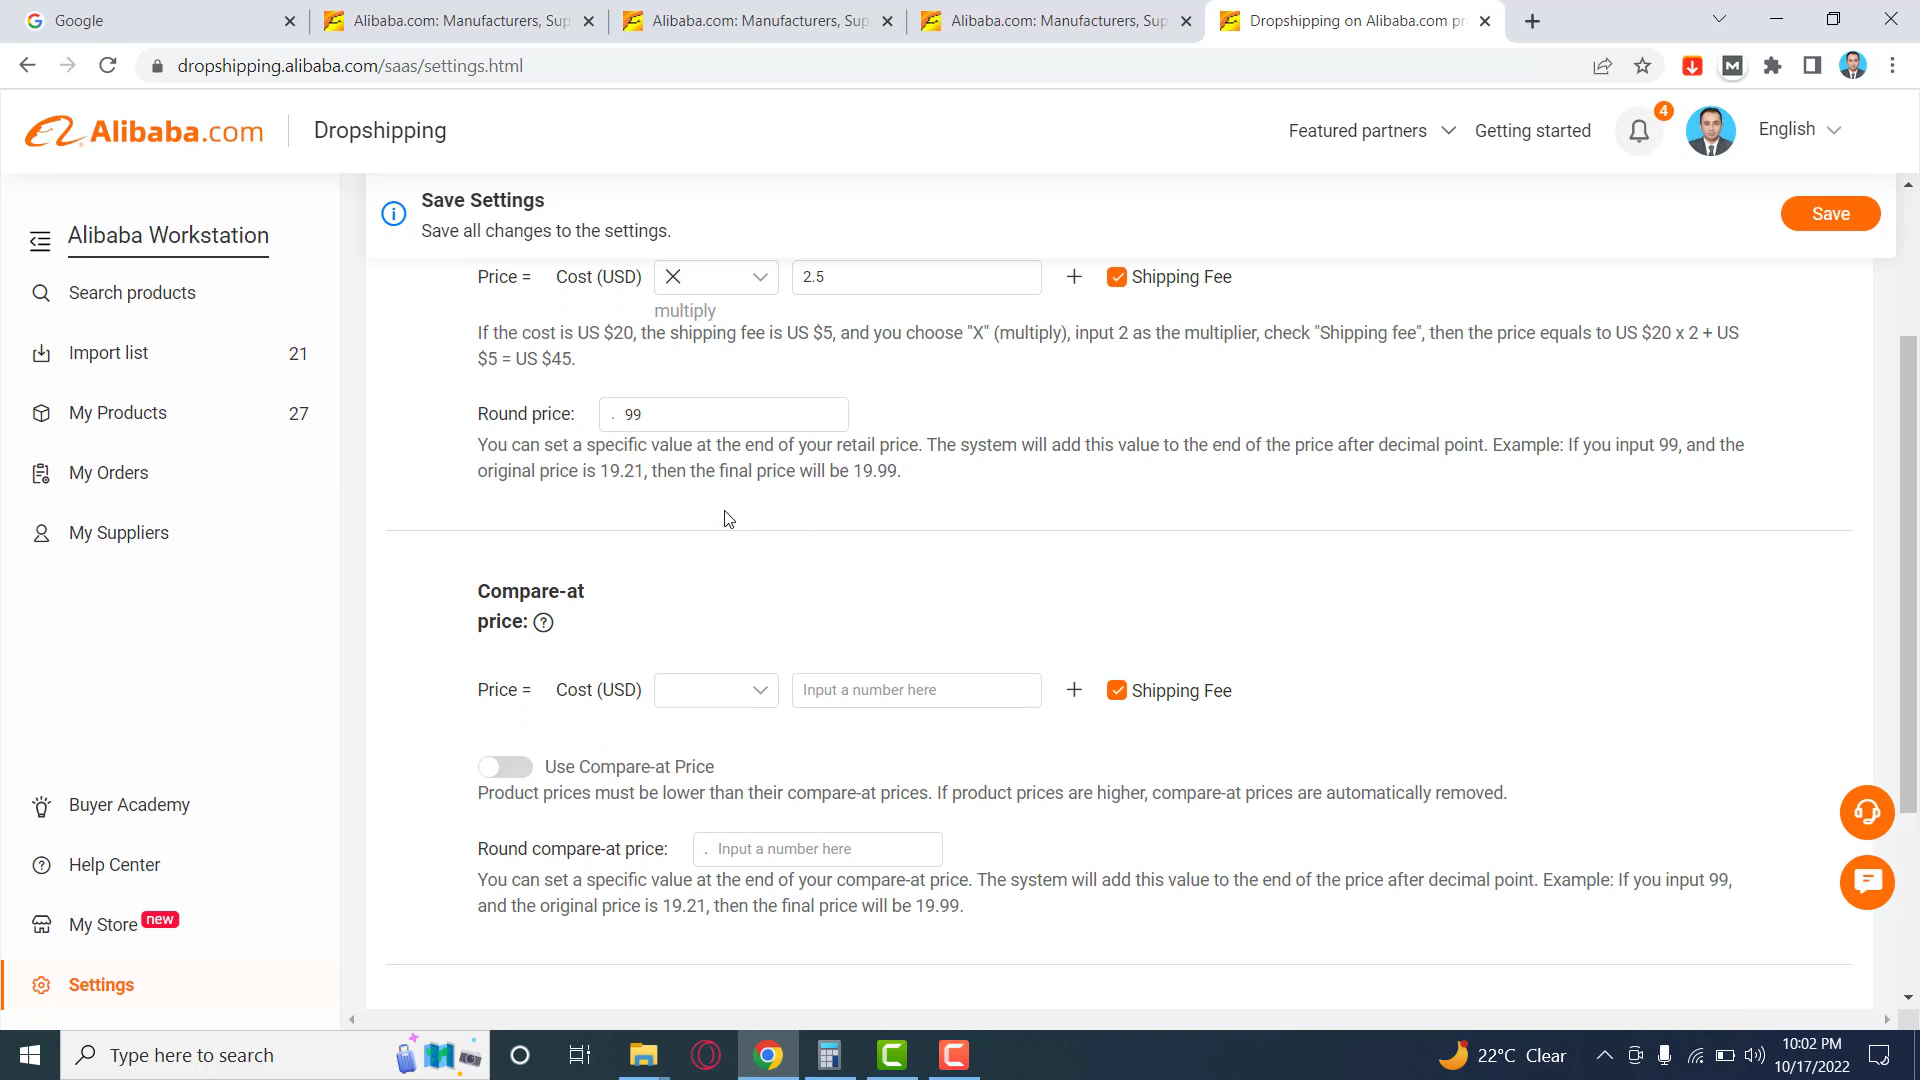 Google
Alibaba.com: Manufacturers, Sup
Alibaba.com: Manufacturers, Sup
Alibaba.com: Manufacturers, Sup
Dropshipping on Alibaba.com pr
dropshipping.alibaba.com/saas/settings.html
Alibaba.com
Dropshipping
Featured partners
Getting started
4
English
Alibaba Workstation
Search products
Import list 21
My Products 27
My Orders
My Suppliers
Buyer Academy
Help Center
My Store new
Settings
Save Settings
Save all changes to the settings.
Save
Price = Cost (USD) 2.5 + Shipping Fee
multiply
If the cost is US $20, the shipping fee is US $5, and you choose "X" (multiply), input 2 as the multiplier, check "Shipping fee", then the price equals to US $20 x 2 + US
$5 = US $45.
Round price: . 99
You can set a specific value at the end of your retail price. The system will add this value to the end of the price after decimal point. Example: If you input 99, and the
original price is 19.21, then the final price will be 19.99.
Compare-at
price: ?
Price = Cost (USD) Input a number here + Shipping Fee
Use Compare-at Price
Product prices must be lower than their compare-at prices. If product prices are higher, compare-at prices are automatically removed.
Round compare-at price: . Input a number here
You can set a specific value at the end of your compare-at price. The system will add this value to the end of the price after decimal point. Example: If you input 99,
and the original price is 19.21, then the final price will be 19.99.
Type here to search
22°C Clear
10:02 PM
10/17/2022